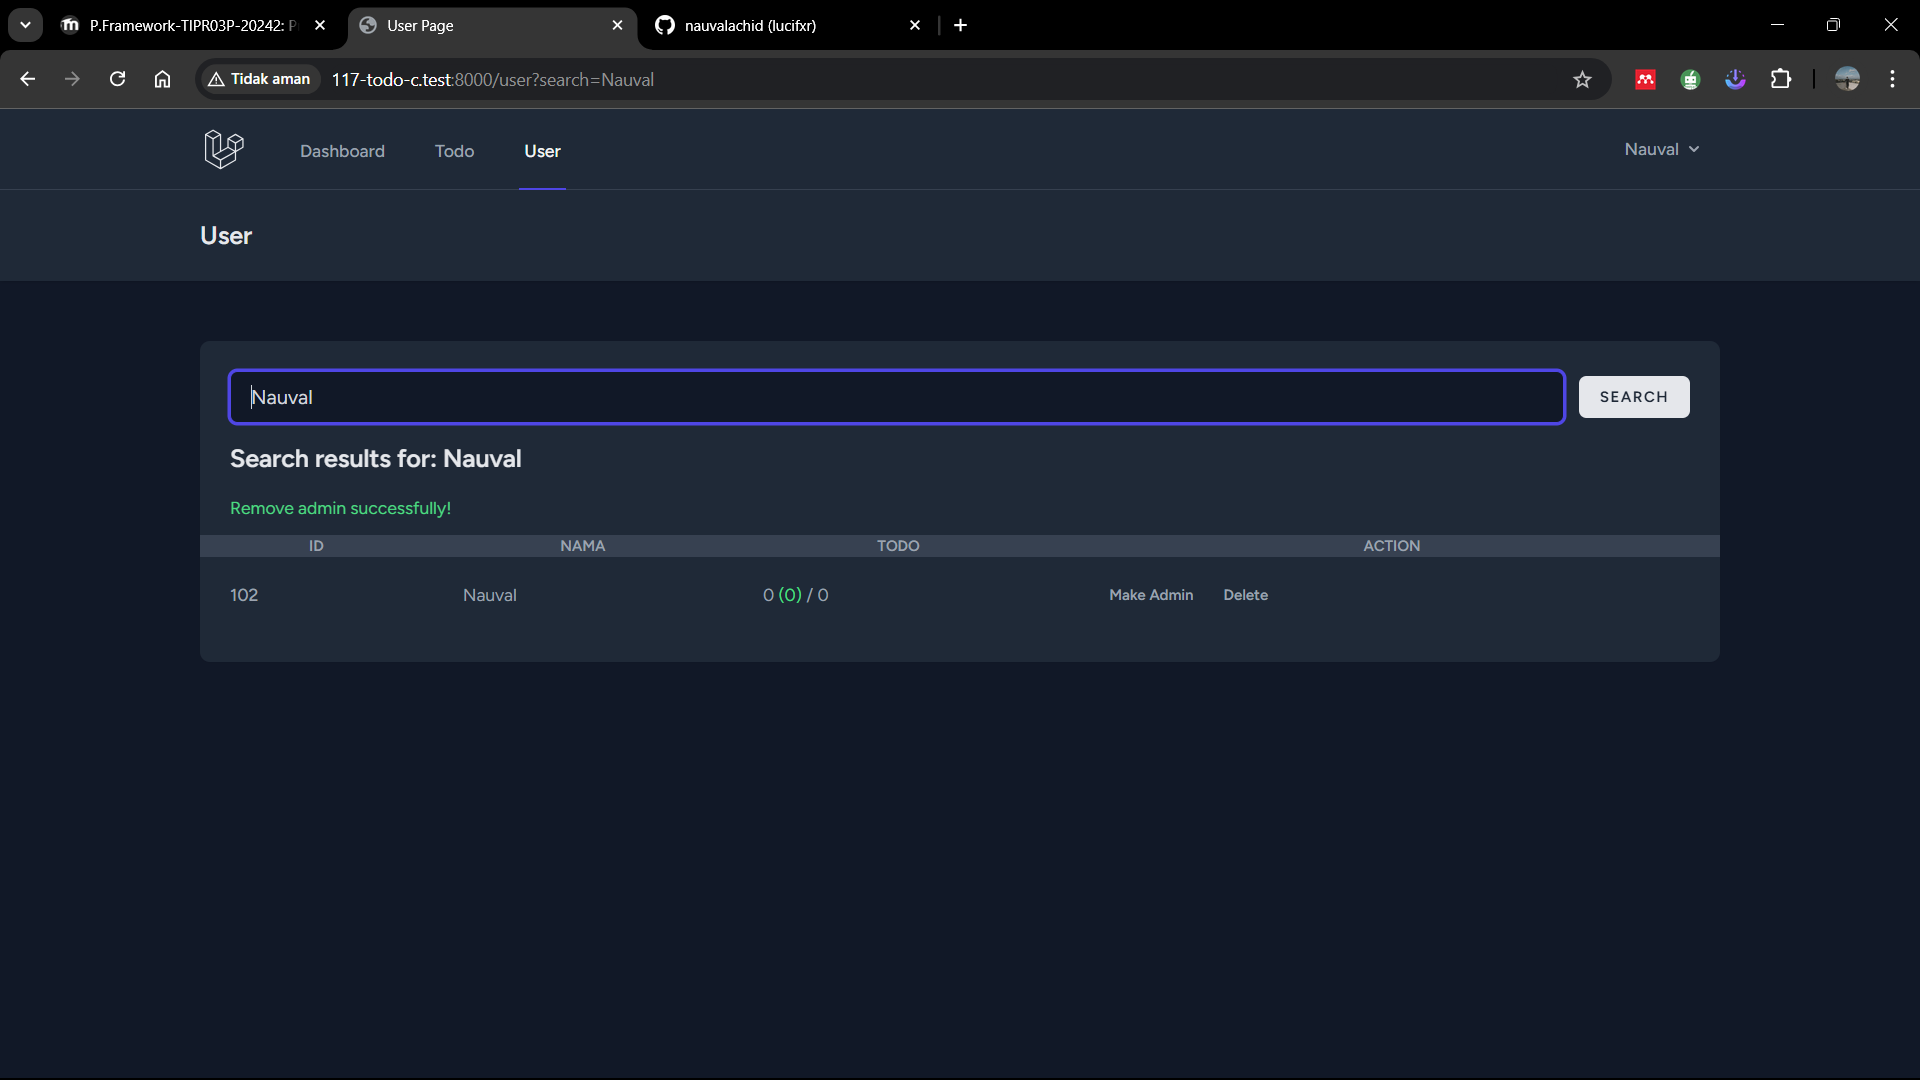 P.Framework-TIPR03P-20242: P
User Page
nauvalachid (lucifxr)
Tidak aman
117-todo-c.test:8000/user?search=Nauval
Dashboard
Todo
User
Nauval
User
Nauval
SEARCH
Search results for: Nauval
Remove admin successfully!
ID NAMA TODO ACTION
102 Nauval 0 (0) / 0 Make Admin Delete